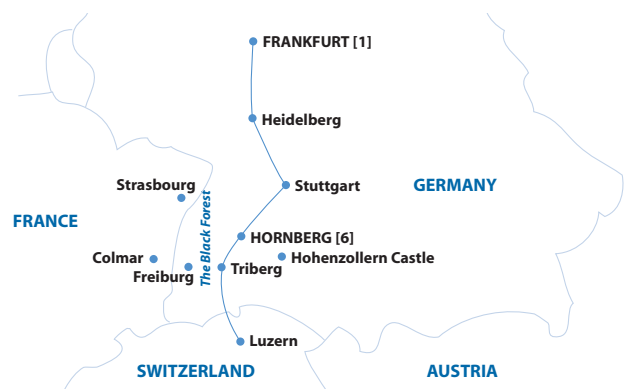 FRANKFURT [1]
Heidelberg
Strasbourg
Stuttgart
GERMANY
FRANCE
The Black Forest
HORNBERG [6]
Colmar
Hohenzollern Castle
Freiburg
Triberg
Luzern
SWITZERLAND
AUSTRIA